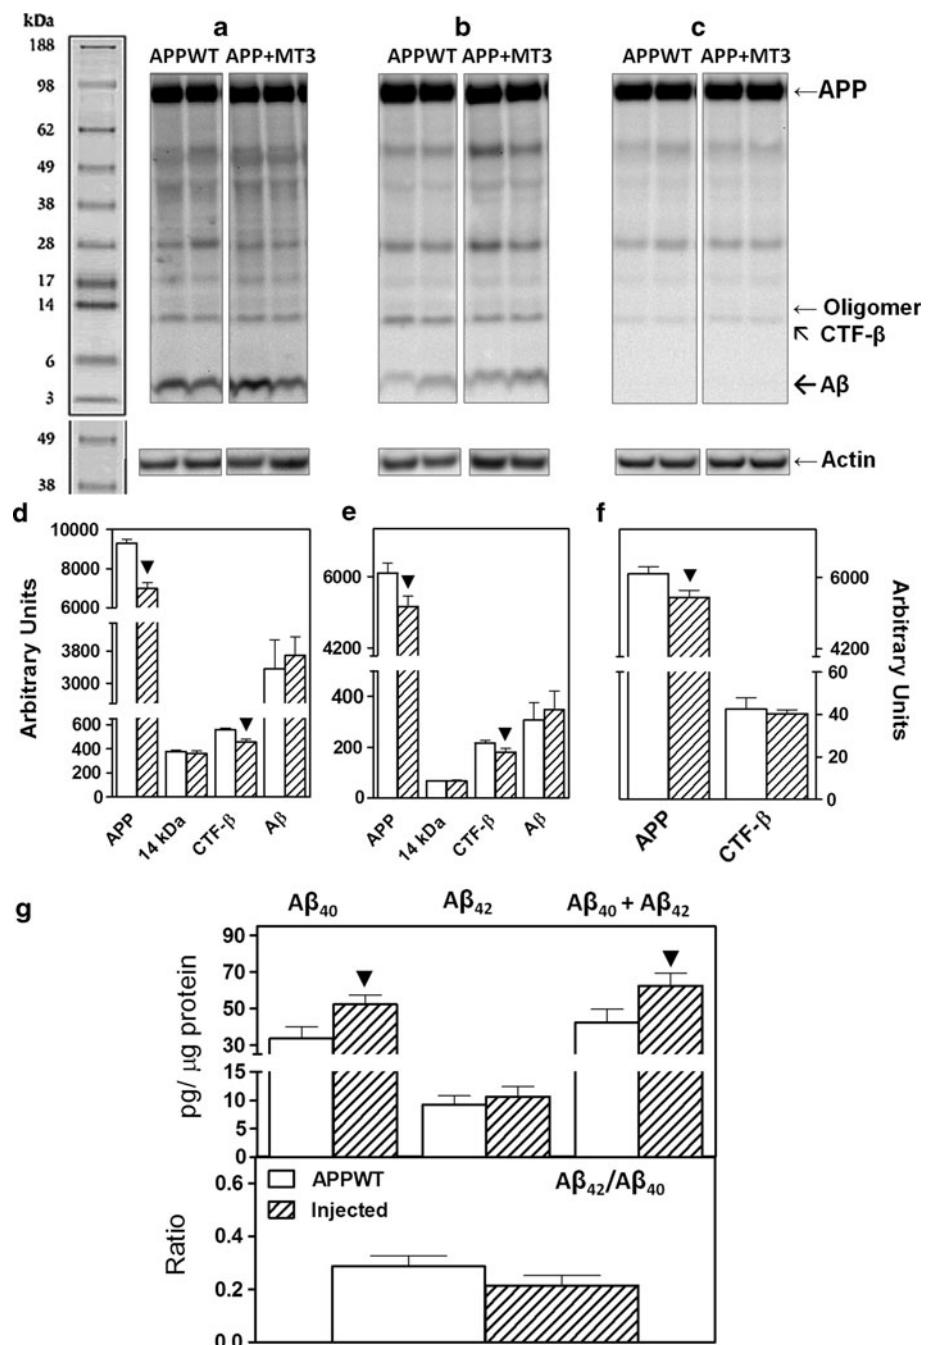 kDa
a b c
188
APPWT APP+MT3 APPWT APP+MT3 APPWT APP+MT3
98
←APP
62
49
38
28
17
14
←Oligomer
CTF-β
6
←Aβ
3
49
←Actin
38
d e f
Arbitrary Units
10000
8000
6000
3800
3000
600
400
200
0
APP 14 kDa CTF-β Aβ
6000
4200
400
200
0
APP 14 kDa CTF-β Aβ
6000
4200
60
40
20
0
Arbitrary Units
APP CTF-β
g
Aβ40 Aβ42 Aβ40 + Aβ42
pg/ μg protein
90
70
50
30
15
10
5
0
APPWT
Injected
Aβ42/Aβ40
Ratio
0.6
0.4
0.2
0.0